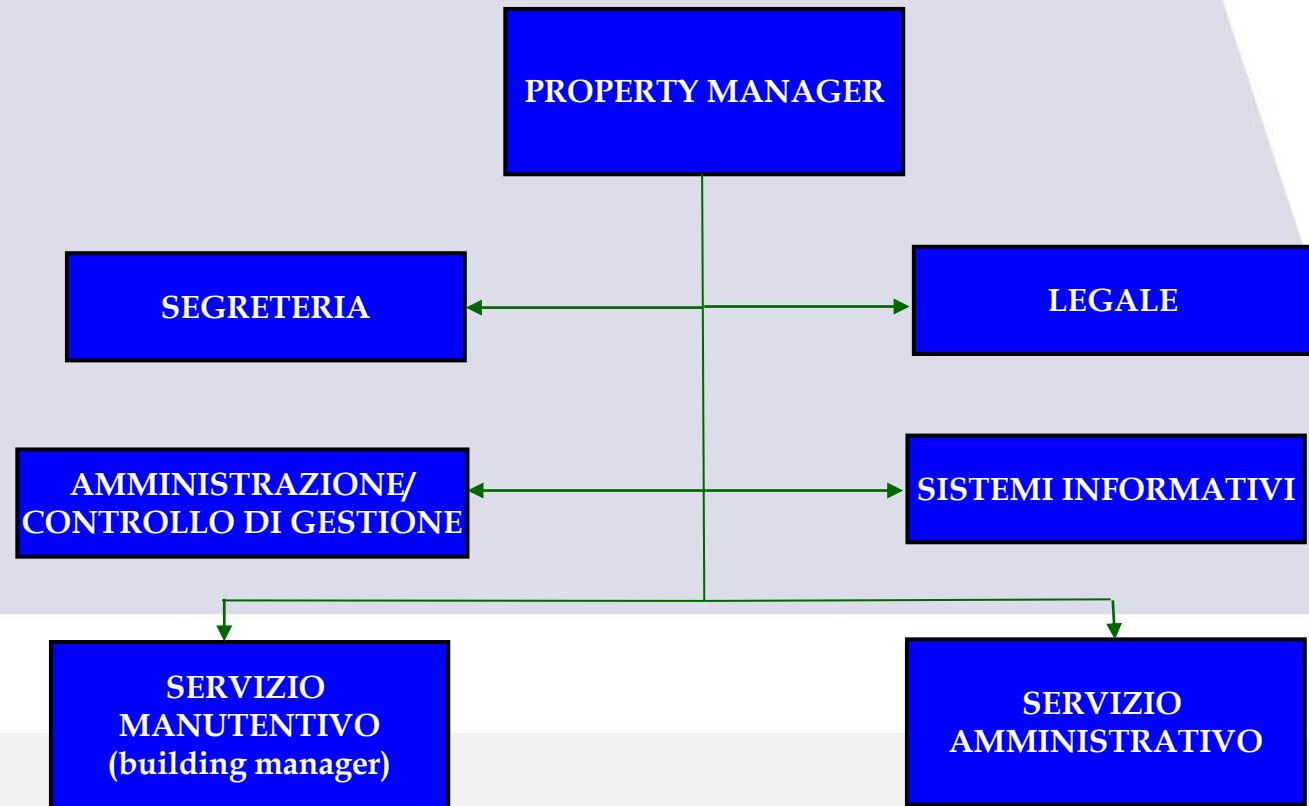 PROPERTY MANAGER
SEGRETERIA
LEGALE
AMMINISTRAZIONE/
CONTROLLO DI GESTIONE
SISTEMI INFORMATIVI
SERVIZIO
MANUTENTIVO
(building manager)
SERVIZIO
AMMINISTRATIVO